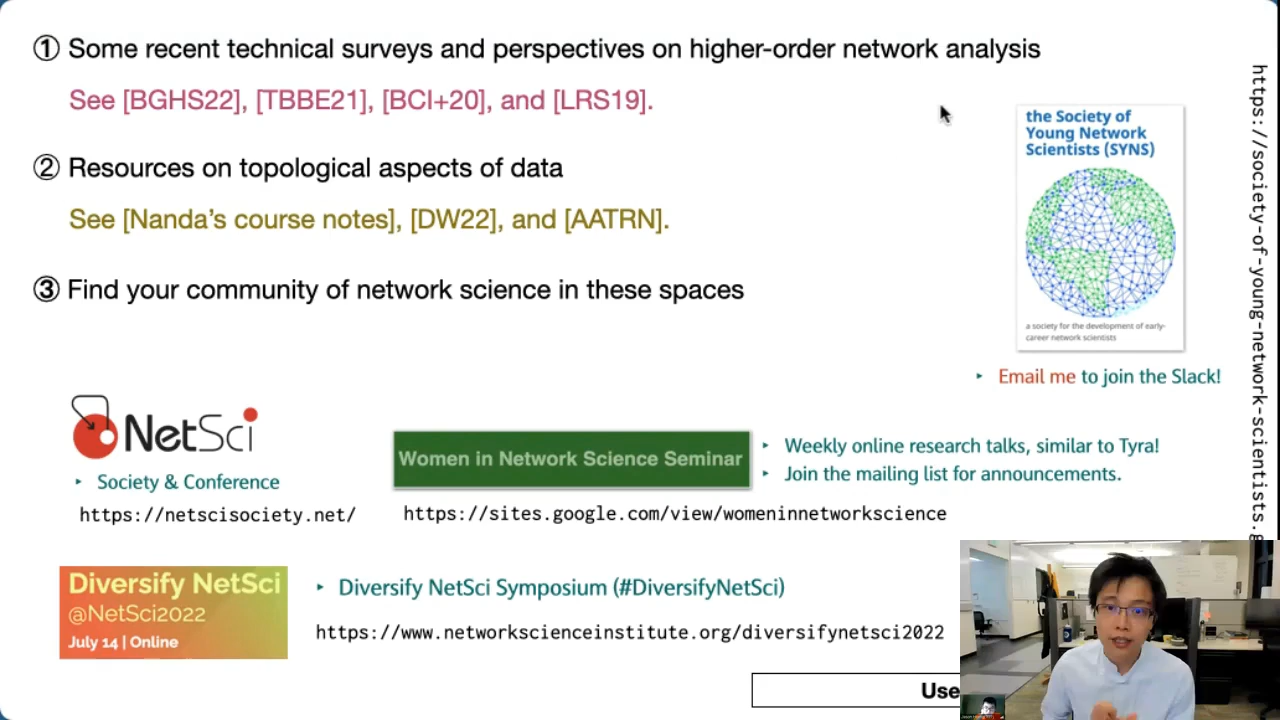 ① Some recent technical surveys and perspectives on higher-order network analysis
See [BGHS22], [TBBE21], [BCI+20], and [LRS19].
② Resources on topological aspects of data
See [Nanda's course notes], [DW22], and [AATRN].
③ Find your community of network science in these spaces
the Society of
Young Network
Scientists (SYNS)
a society for the development of early-
career network scientists
‣ Email me to join the Slack!
https://society-of-young-network-scientists.g
NetSci
‣ Society & Conference
https://netscisociety.net/
Women in Network Science Seminar
‣ Weekly online research talks, similar to Tyra!
‣ Join the mailing list for announcements.
https://sites.google.com/view/womeninnetworkscience
Diversify NetSci
@NetSci2022
July 14 | Online
‣ Diversify NetSci Symposium (#DiversifyNetSci)
https://www.networkscienceinstitute.org/diversifynetsci2022
Use